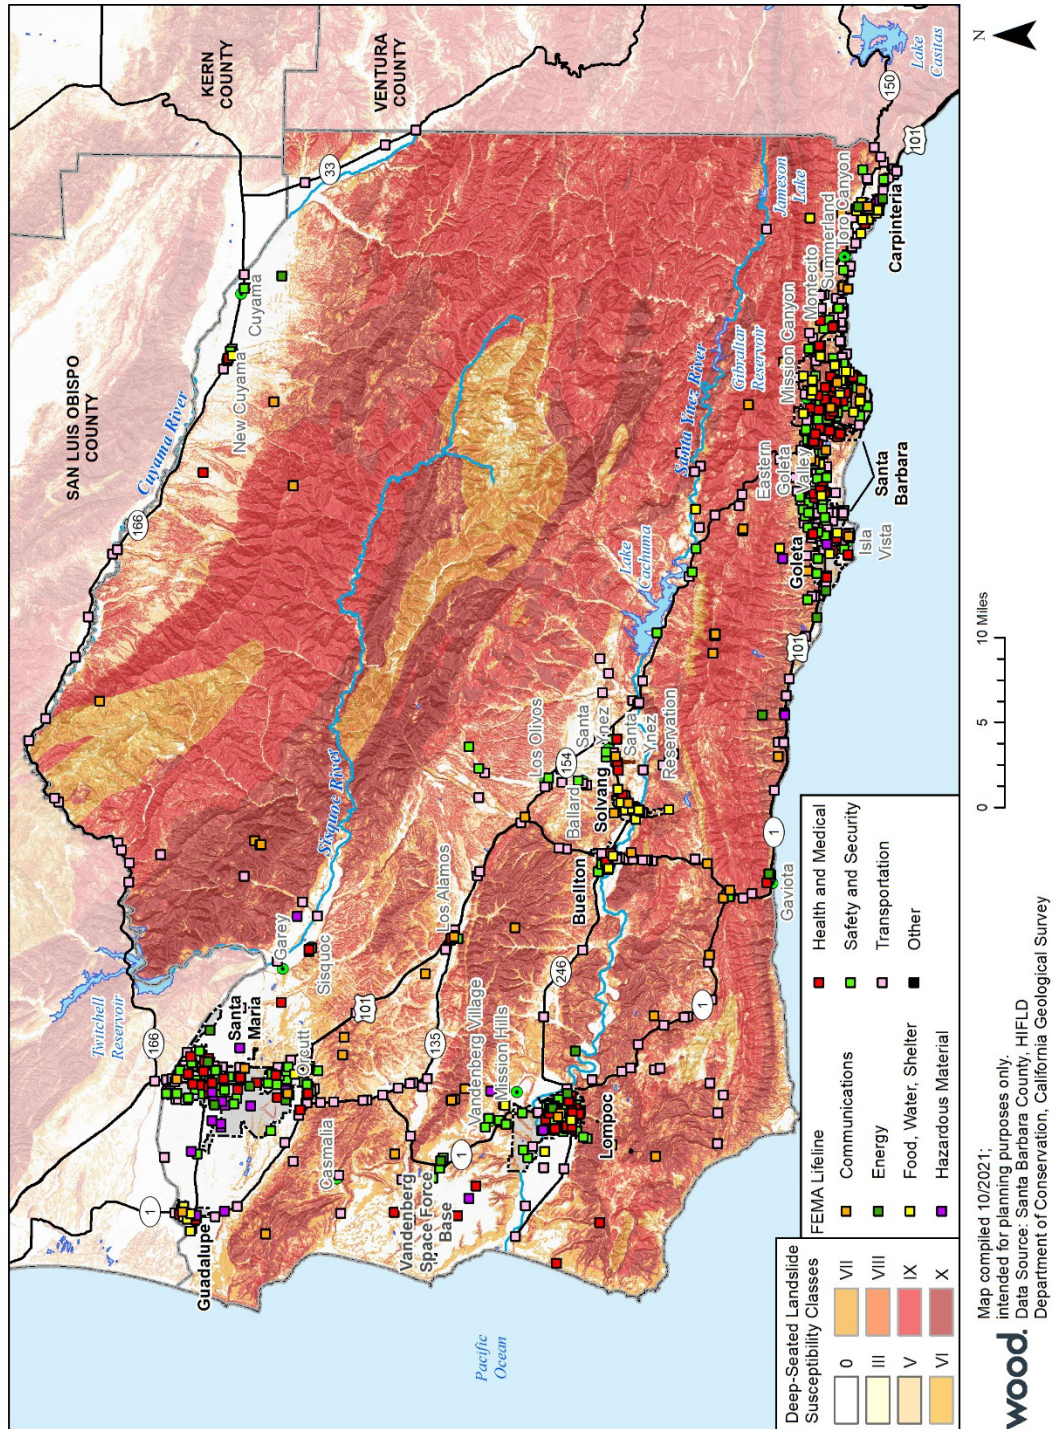 SAN LUIS OBISPO
COUNTY
KERN
COUNTY
VENTURA
COUNTY
Twitchell
Reservoir
Cuyama River
166
166
33
New Cuyama
Cuyama
1
Guadalupe
Santa
Maria
Orcutt
Garey
Sisquoc
Sisquoc River
Casmalia
101
135
Los Alamos
Vandenberg
Space Force
Base
1
Vandenberg Village
Mission Hills
Lompoc
246
Buellton
Los Olivos
154
Ballard
Solvang
Santa
Ynez
Santa
Ynez
Reservation
Lake
Cachuma
Santa Ynez River
Gibraltar
Reservoir
Jameson
Lake
1
Gaviota
1
101
Goleta
Isla
Vista
Eastern
Goleta
Valley
Santa
Barbara
Mission Canyon
Montecito
Summerland
Toro Canyon
Carpinteria
101
150
Lake
Casitas
Pacific
Ocean
N
Deep-Seated Landslide
Susceptibility Classes
0
III
V
VI
VII
VIII
IX
X
FEMA Lifeline
Communications
Energy
Food, Water, Shelter
Hazardous Material
Health and Medical
Safety and Security
Transportation
Other
0 5 10 Miles
wood.
Map compiled 10/2021;
intended for planning purposes only.
Data Source: Santa Barbara County, HIFLD
Department of Conservation, California Geological Survey